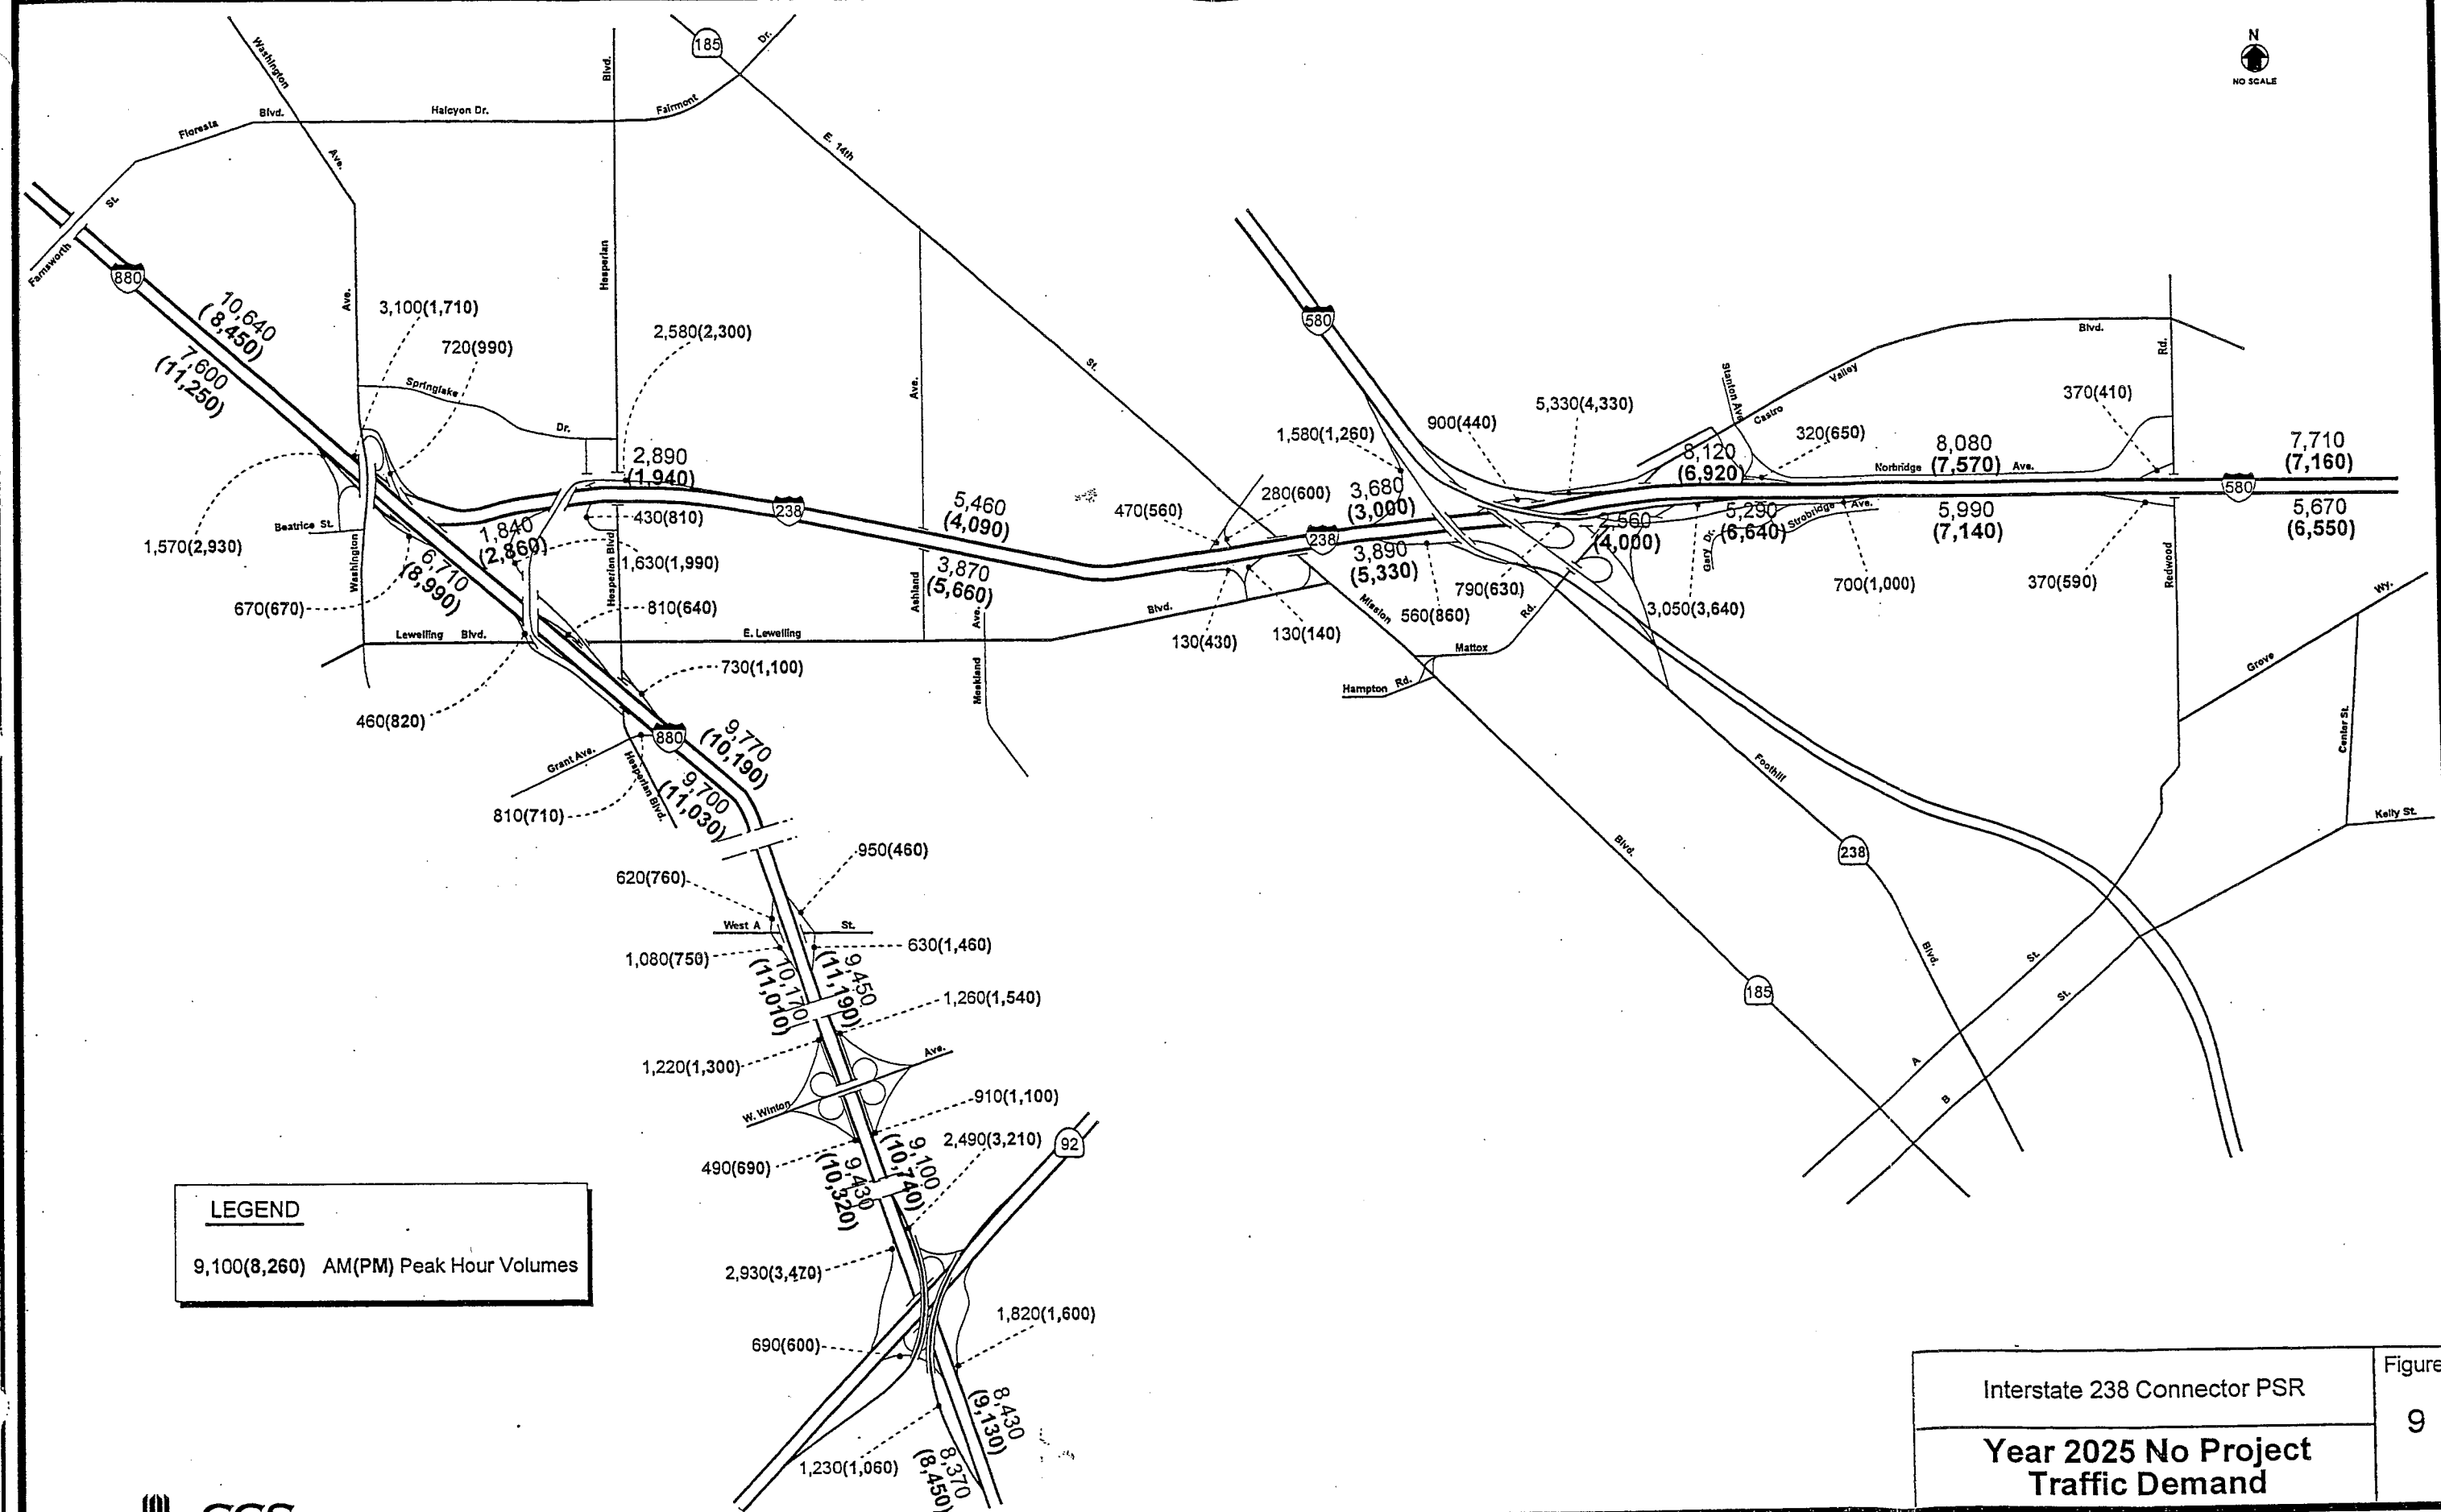 185
Dr.
N
NO SCALE
Washington
Blvd.
Floresta
Blvd.
Halcyon Dr.
Fairmont
Ave.
E. 14th
St.
Farnsworth
880
Ave.
Hesperian
10,640
(8,450)
7,600
(11,250)
3,100(1,710)
720(990)
2,580(2,300)
580
Blvd.
Rd.
St.
Ave.
Springlake
Dr.
Stanton Ave.
Castro
Valley
370(410)
5,330(4,330)
900(440)
1,580(1,260)
320(650)
8,120
(6,920)
8,080
(7,570)
Norbridge
Ave.
7,710
(7,160)
2,890
(1,940)
238
5,460
(4,090)
470(560)
280(600)
3,680
(3,000)
580
430(810)
Beatrice St.
1,570(2,930)
Washington
1,840
(2,860)
Hesperian Blvd.
1,630(1,990)
6,710
(8,990)
238
3,890
(5,330)
2,560
(4,000)
5,290
(6,640)
Strobridge
Ave.
Gary Dr.
5,990
(7,140)
5,670
(6,550)
3,870
(5,660)
Ashland
670(670)
810(640)
790(630)
560(860)
3,050(3,640)
700(1,000)
370(590)
Redwood
Wy.
Lewelling Blvd.
E. Lewelling
Blvd.
Ave.
130(430)
130(140)
Mission
Rd.
Mattox
Hampton Rd.
Meekland
730(1,100)
460(820)
Grove
Center St.
Kelly St.
880
9,770
(10,190)
Grant Ave.
Hesperian Blvd.
9,700
(11,030)
810(710)
Foothill
Blvd.
238
950(460)
620(760)
West A
St.
630(1,460)
1,080(750)
10,170
(11,010)
9,450
(11,190)
Blvd.
St.
185
St.
1,260(1,540)
1,220(1,300)
Ave.
W. Winton
A
B
910(1,100)
2,490(3,210)
92
490(690)
9,430
(10,320)
9,100
(10,740)
LEGEND
9,100(8,260) AM(PM) Peak Hour Volumes
2,930(3,470)
1,820(1,600)
690(600)
8,430
(9,130)
1,230(1,060)
8,370
(8,450)
Interstate 238 Connector PSR
Figure
9
Year 2025 No Project
Traffic Demand